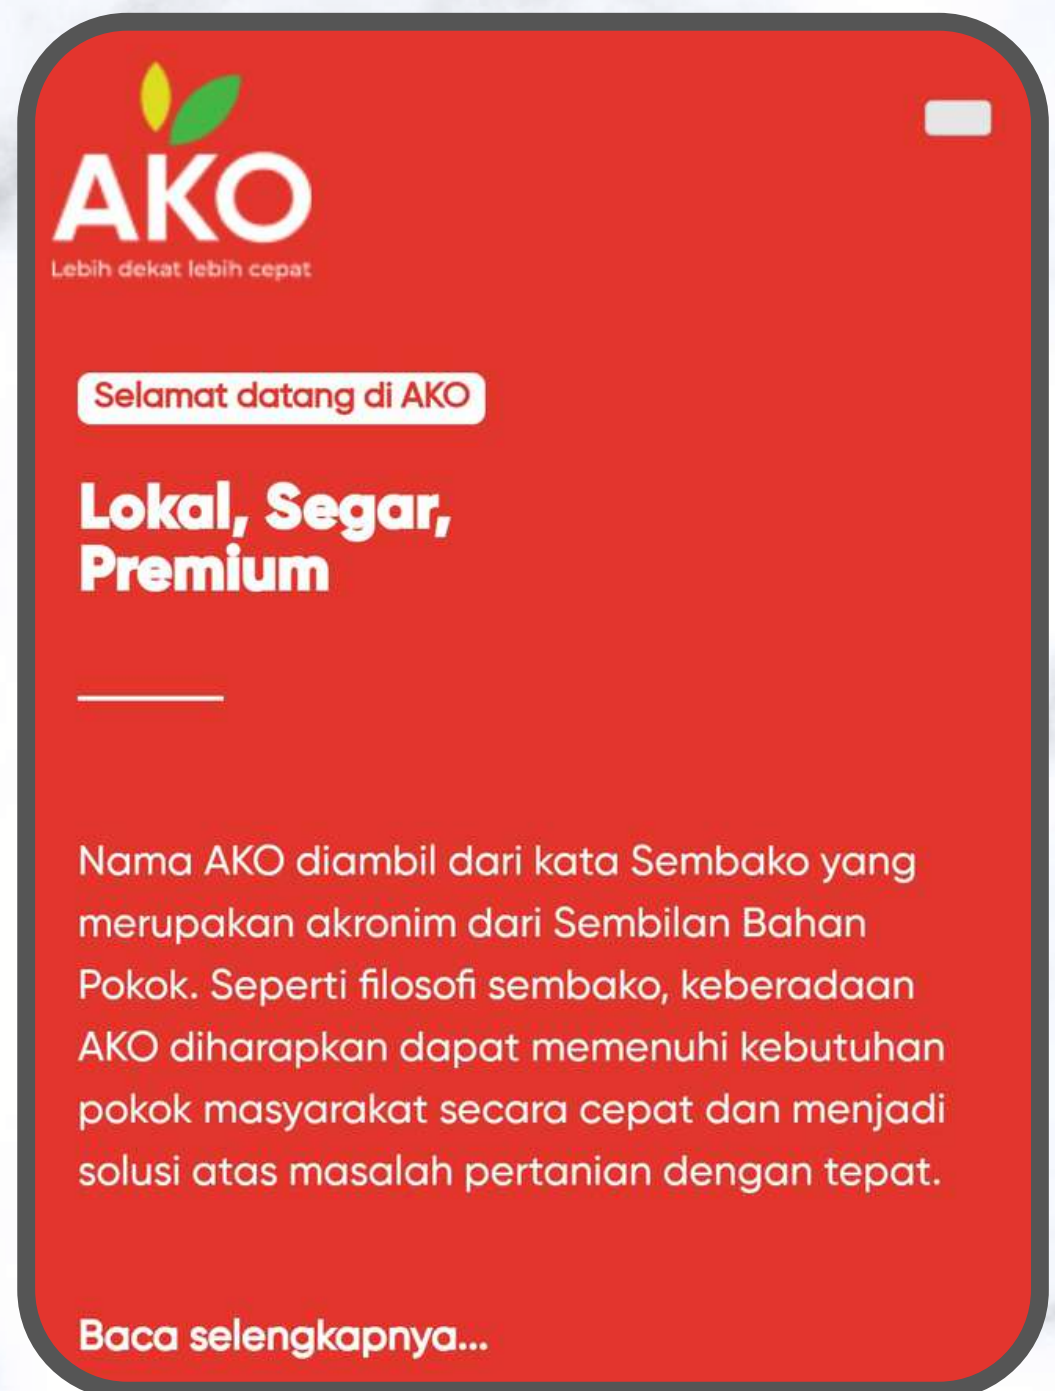 AKO
Lebih dekat lebih cepat
Selamat datang di AKO
Lokal, Segar,
Premium
Nama AKO diambil dari kata Sembako yang
merupakan akronim dari Sembilan Bahan
Pokok. Seperti filosofi sembako, keberadaan
AKO diharapkan dapat memenuhi kebutuhan
pokok masyarakat secara cepat dan menjadi
solusi atas masalah pertanian dengan tepat.
Baca selengkapnya...